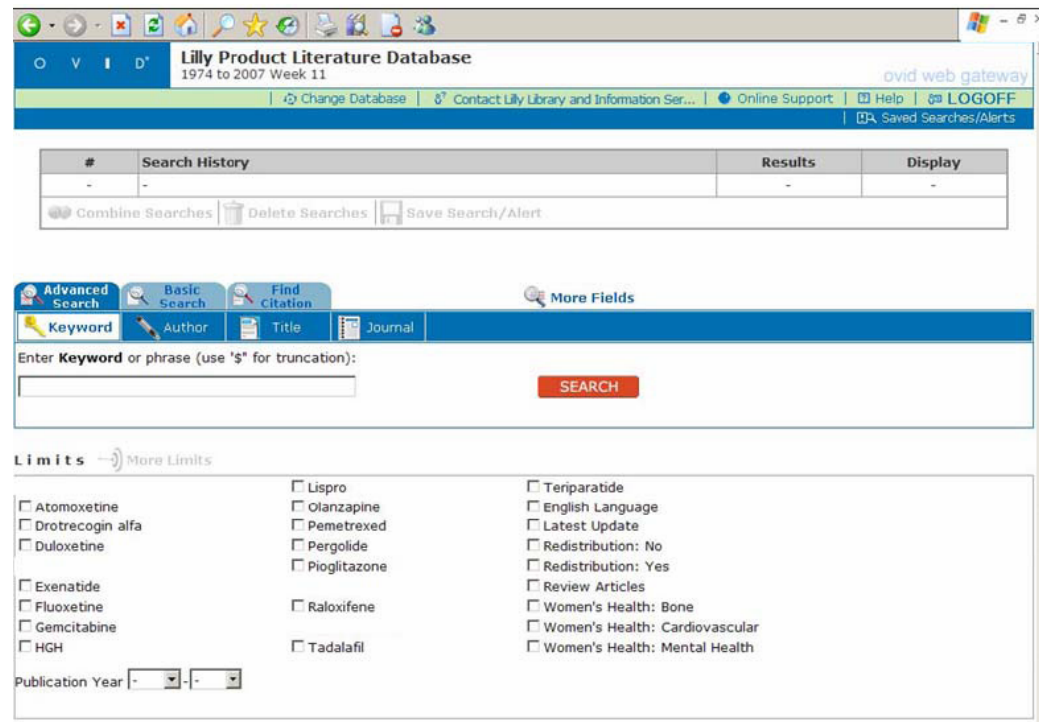 O V I D*
Lilly Product Literature Database
1974 to 2007 Week 11
ovid web gateway
Change Database | Contact Lilly Library and Information Ser... | Online Support | Help | LOGOFF
Saved Searches/Alerts
# Search History Results Display
- - - -
Combine Searches Delete Searches Save Search/Alert
Advanced Search Basic Search Find Citation More Fields
Keyword Author Title Journal
Enter Keyword or phrase (use '$" for truncation):
SEARCH
Limits More Limits
Lispro Teriparatide
Atomoxetine Olanzapine English Language
Drotrecogin alfa Pemetrexed Latest Update
Duloxetine Pergolide Redistribution: No
Pioglitazone Redistribution: Yes
Exenatide Review Articles
Fluoxetine Raloxifene Women's Health: Bone
Gemcitabine Women's Health: Cardiovascular
HGH Tadalafil Women's Health: Mental Health
Publication Year - - -